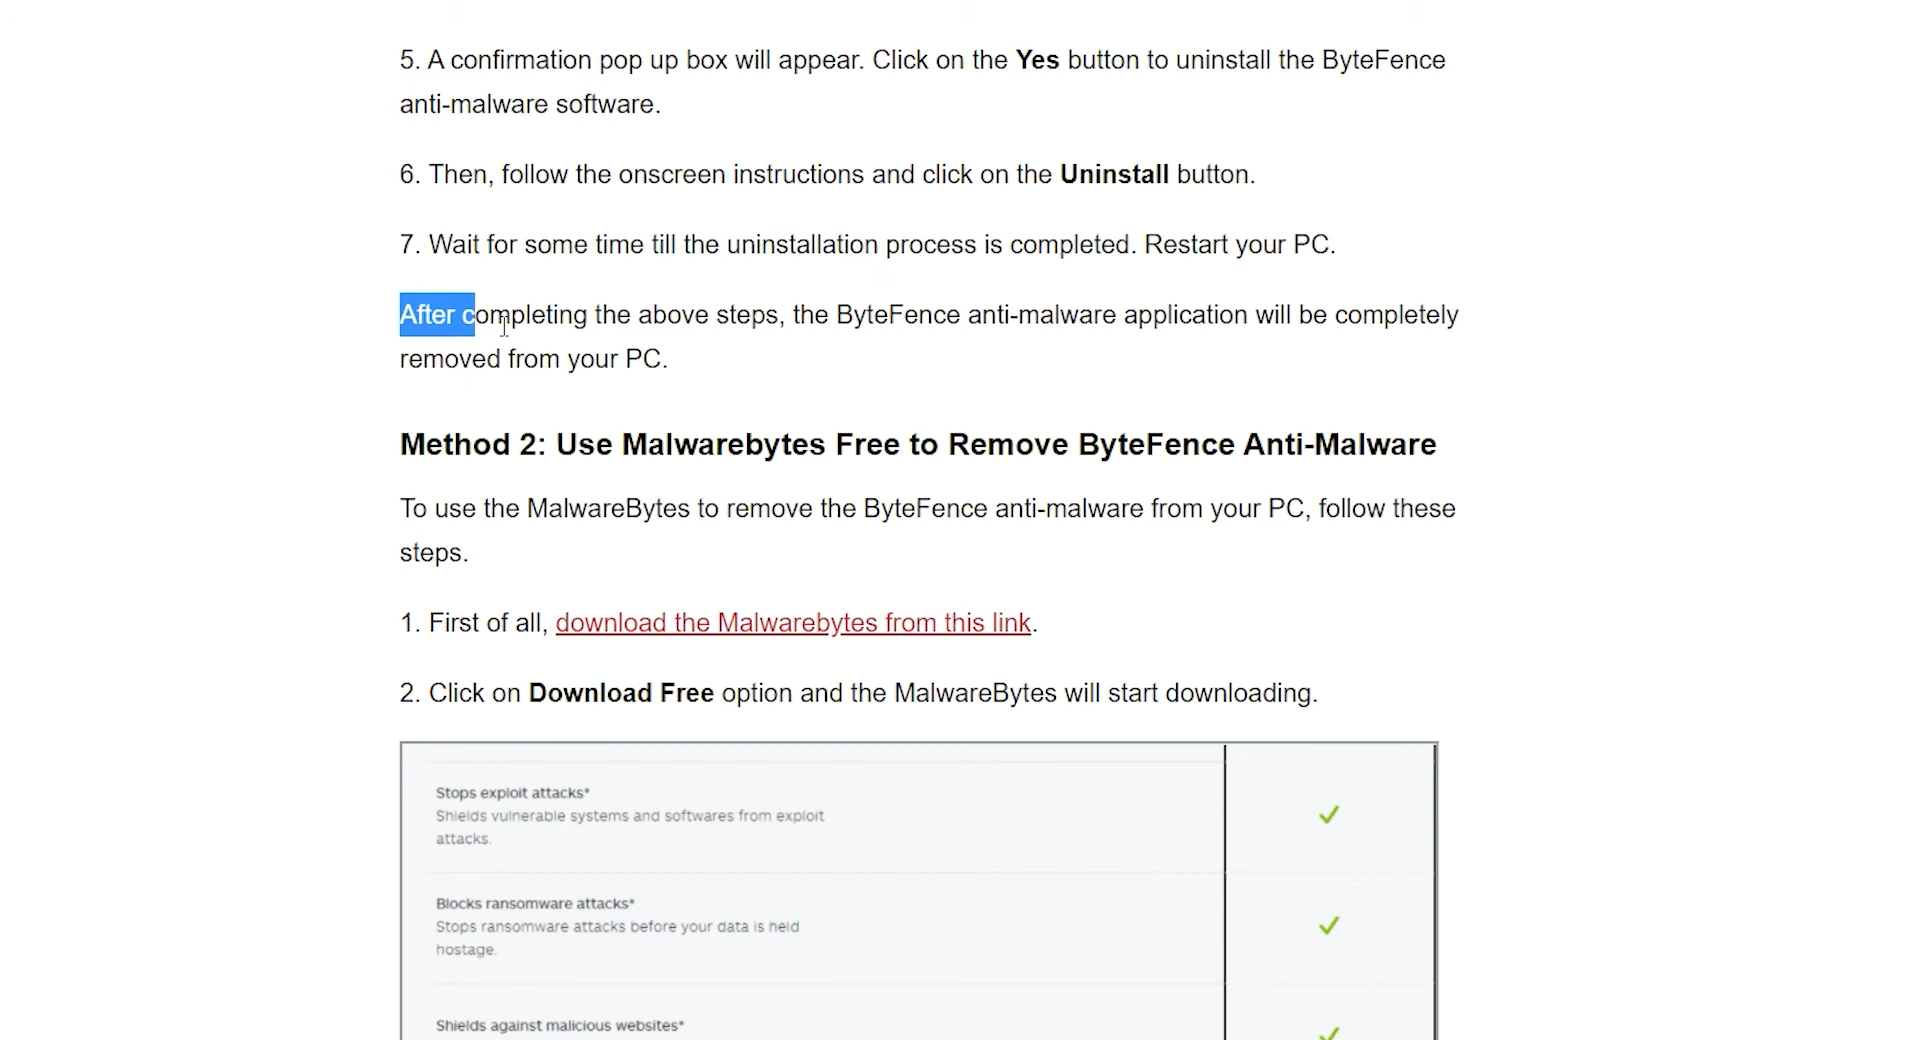 5. A confirmation pop up box will appear. Click on the Yes button to uninstall the ByteFence
anti-malware software.
6. Then, follow the onscreen instructions and click on the Uninstall button.
7. Wait for some time till the uninstallation process is completed. Restart your PC.
After completing the above steps, the ByteFence anti-malware application will be completely
removed from your PC.
Method 2: Use Malwarebytes Free to Remove ByteFence Anti-Malware
To use the MalwareBytes to remove the ByteFence anti-malware from your PC, follow these
steps.
1. First of all, download the Malwarebytes from this link.
2. Click on Download Free option and the MalwareBytes will start downloading.
Stops exploit attacks*
Shields vulnerable systems and softwares from exploit
attacks.
Blocks ransomware attacks*
Stops ransomware attacks before your data is held
hostage.
Shields against malicious websites*